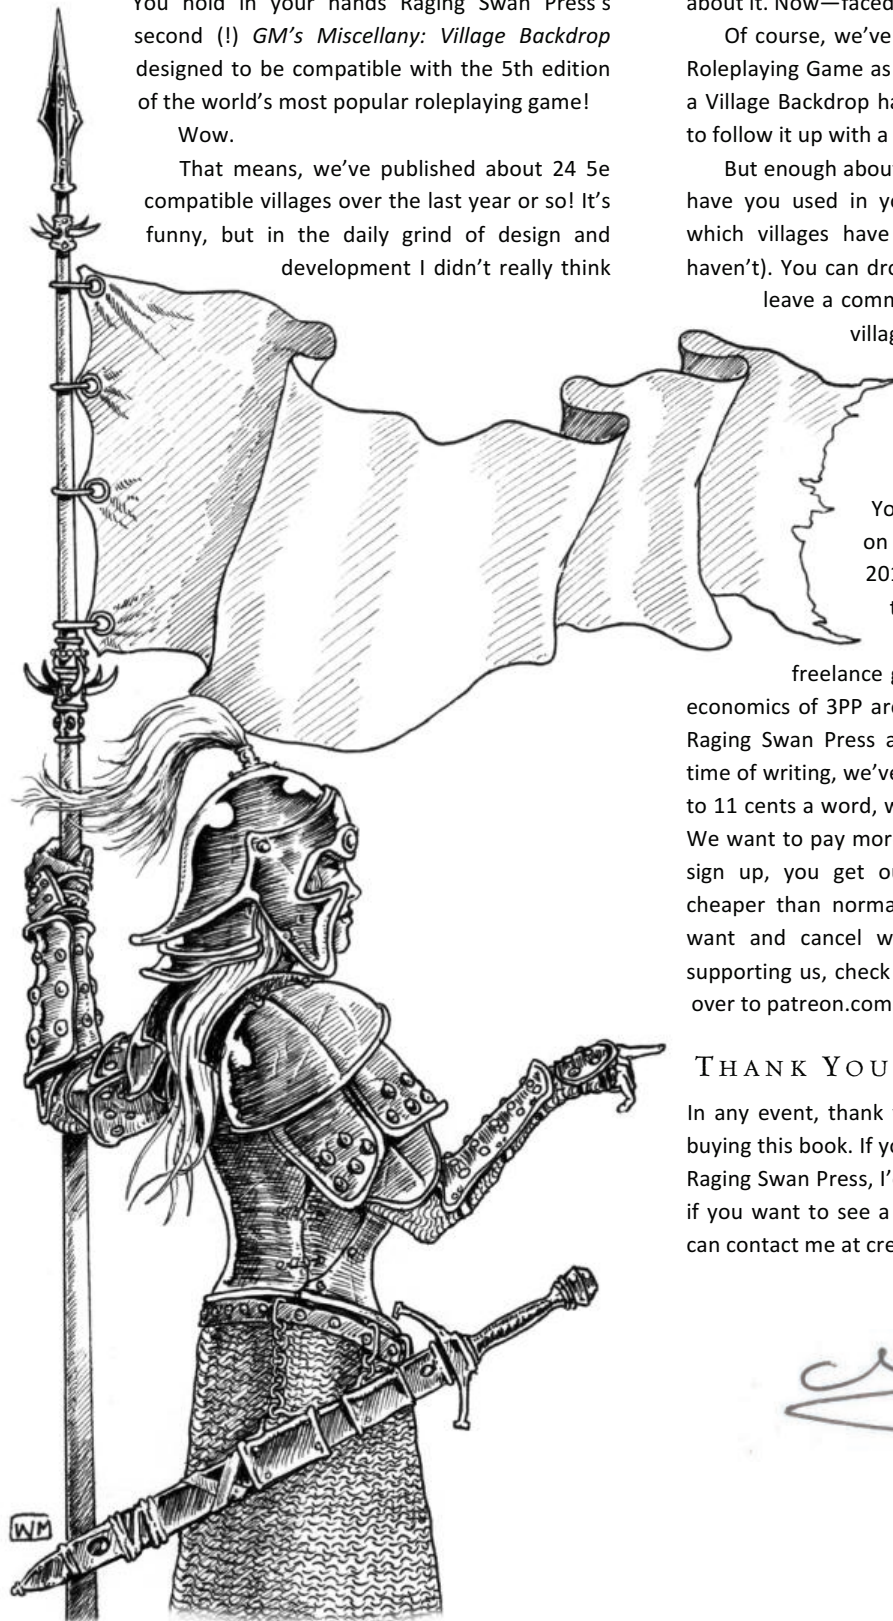 You hold in your hands Raging Swan Press's
second (!) GM's Miscellany: Village Backdrop
designed to be compatible with the 5th edition
of the world's most popular roleplaying game!
Wow.
That means, we've published about 24 5e
compatible villages over the last year or so! It's
funny, but in the daily grind of design and
development I didn't really think
about it. Now—faced
Of course, we've
Roleplaying Game as
a Village Backdrop ha
to follow it up with a
But enough about
have you used in yo
which villages have
haven't). You can dro
leave a comm
villag
Yo
on
201
t
freelance g
economics of 3PP are
Raging Swan Press a
time of writing, we've
to 11 cents a word, w
We want to pay mor
sign up, you get ou
cheaper than norma
want and cancel w
supporting us, check
over to patreon.com
THANK YOU
In any event, thank
buying this book. If yo
Raging Swan Press, I'
if you want to see a
can contact me at cre
WM